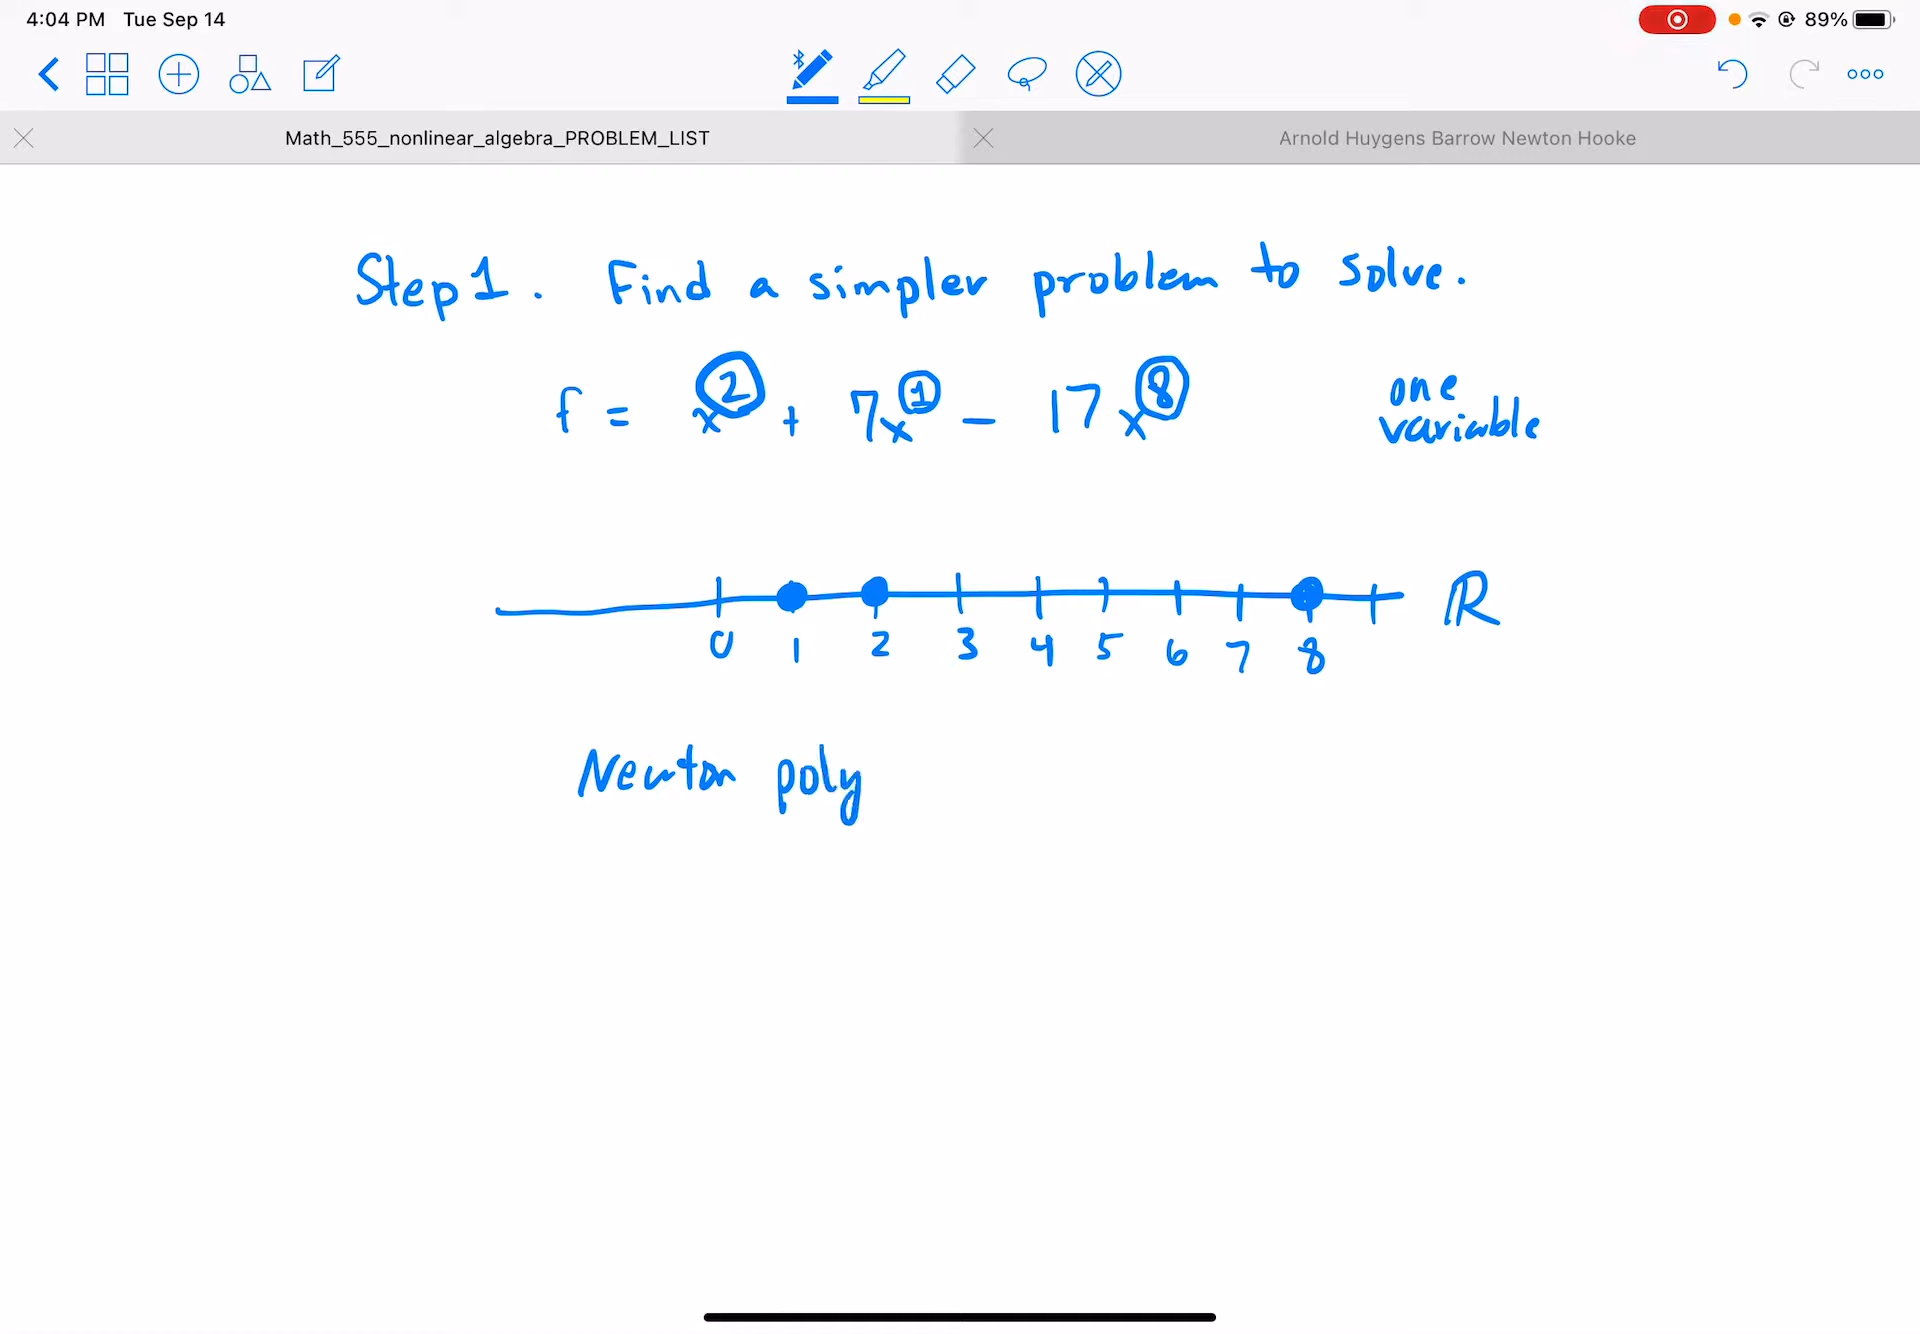 4:04 PM Tue Sep 14 89%
Math_555_nonlinear_algebra_PROBLEM_LIST Arnold Huygens Barrow Newton Hooke
Step 1. Find a simpler problem to solve.
f = x² + 7x¹ − 17x⁸ one variable
0 1 2 3 4 5 6 7 8 ℝ
Newton poly